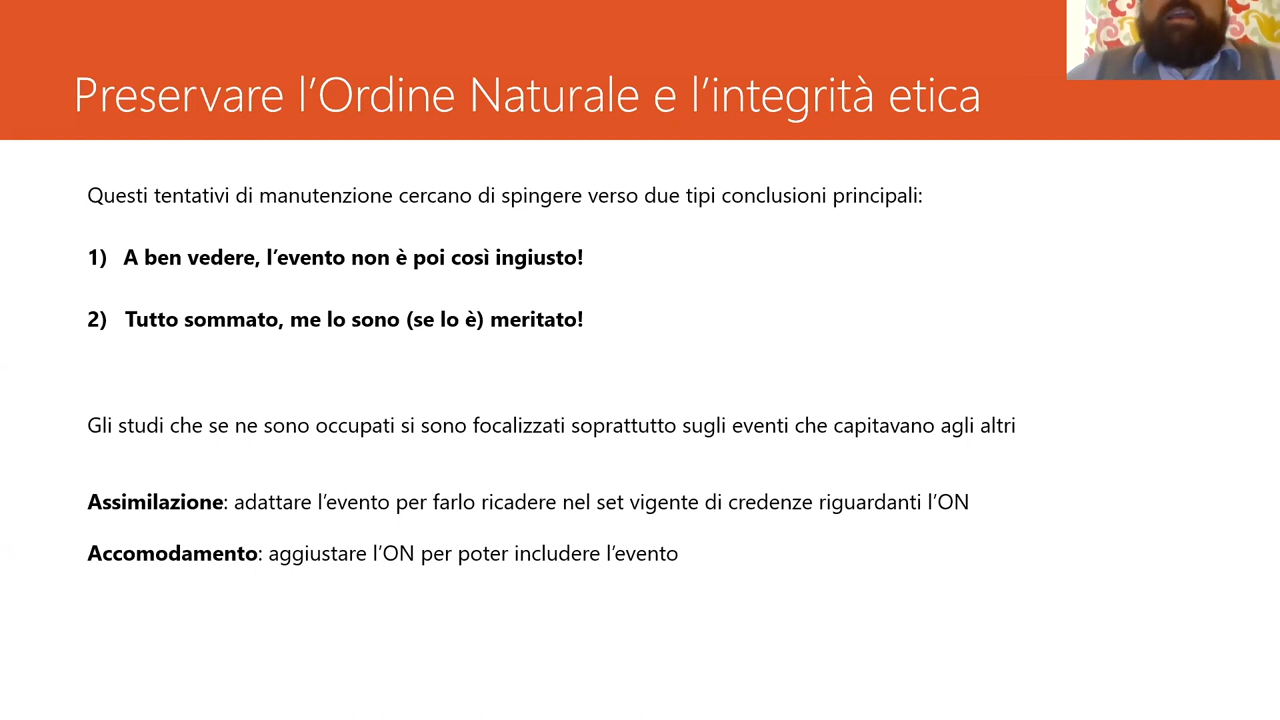 Preservare l’Ordine Naturale e l’integrità etica
Questi tentativi di manutenzione cercano di spingere verso due tipi conclusioni principali:
1) A ben vedere, l’evento non è poi così ingiusto!
2) Tutto sommato, me lo sono (se lo è) meritato!
Gli studi che se ne sono occupati si sono focalizzati soprattutto sugli eventi che capitavano agli altri
Assimilazione: adattare l’evento per farlo ricadere nel set vigente di credenze riguardanti l’ON
Accomodamento: aggiustare l’ON per poter includere l’evento